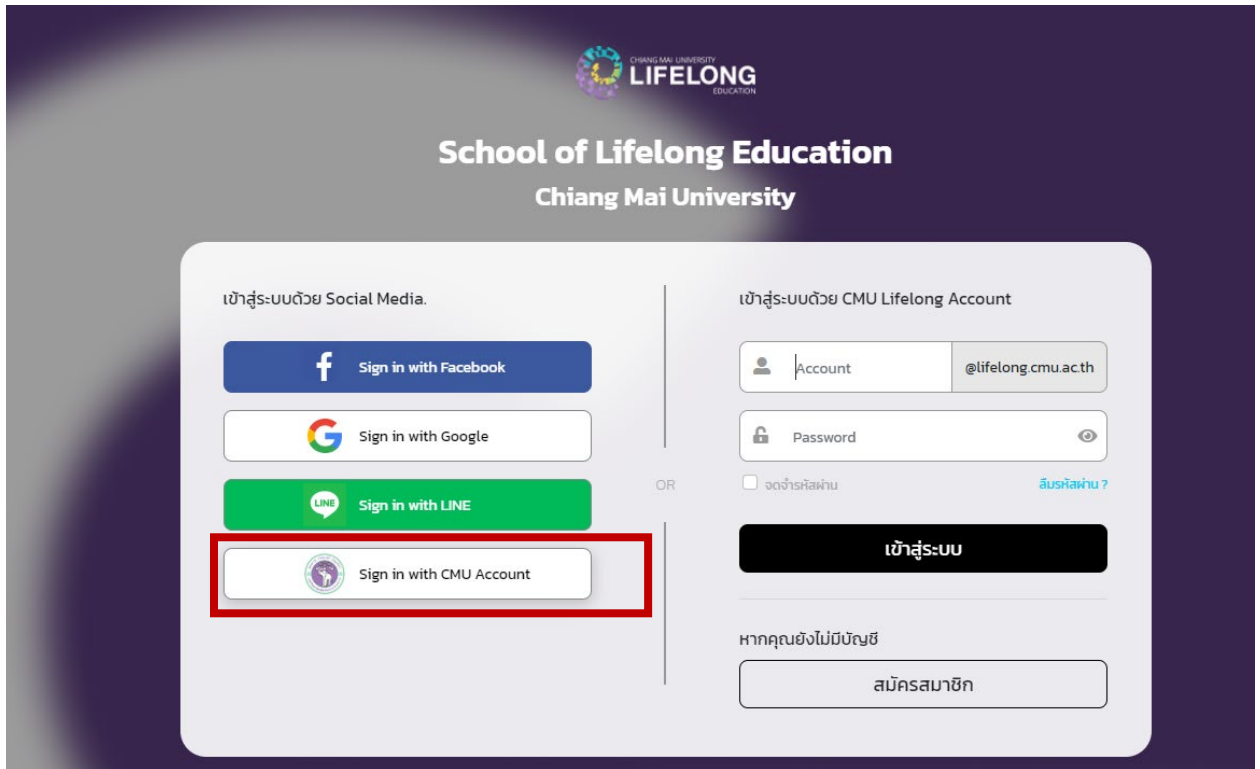 CHIANG MAI UNIVERSITY
LIFELONG
EDUCATION
School of Lifelong Education
Chiang Mai University
เข้าสู่ระบบด้วย Social Media.
Sign in with Facebook
Sign in with Google
LINE
Sign in with LINE
Sign in with CMU Account
OR
เข้าสู่ระบบด้วย CMU Lifelong Account
Account
@lifelong.cmu.ac.th
Password
จดจำรหัสผ่าน
ลืมรหัสผ่าน ?
เข้าสู่ระบบ
หากคุณยังไม่มีบัญชี
สมัครสมาชิก